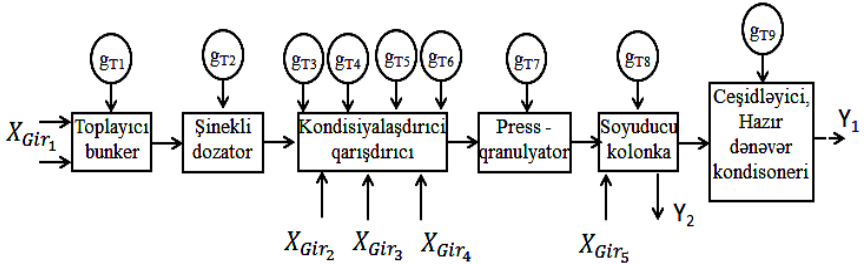 gT1 gT2 gT3 gT4 gT5 gT6 gT7 gT8 gT9
XGir1
Toplayıcı
bunker
Şinekli
dozator
Kondisiyalaşdırıcı
qarışdırıcı
Press -
qranulyator
Soyuducu
kolonka
Ceşidləyici,
Hazır
dənəvər
kondisoneri
Y1
XGir2 XGir3 XGir4 XGir5 Y2